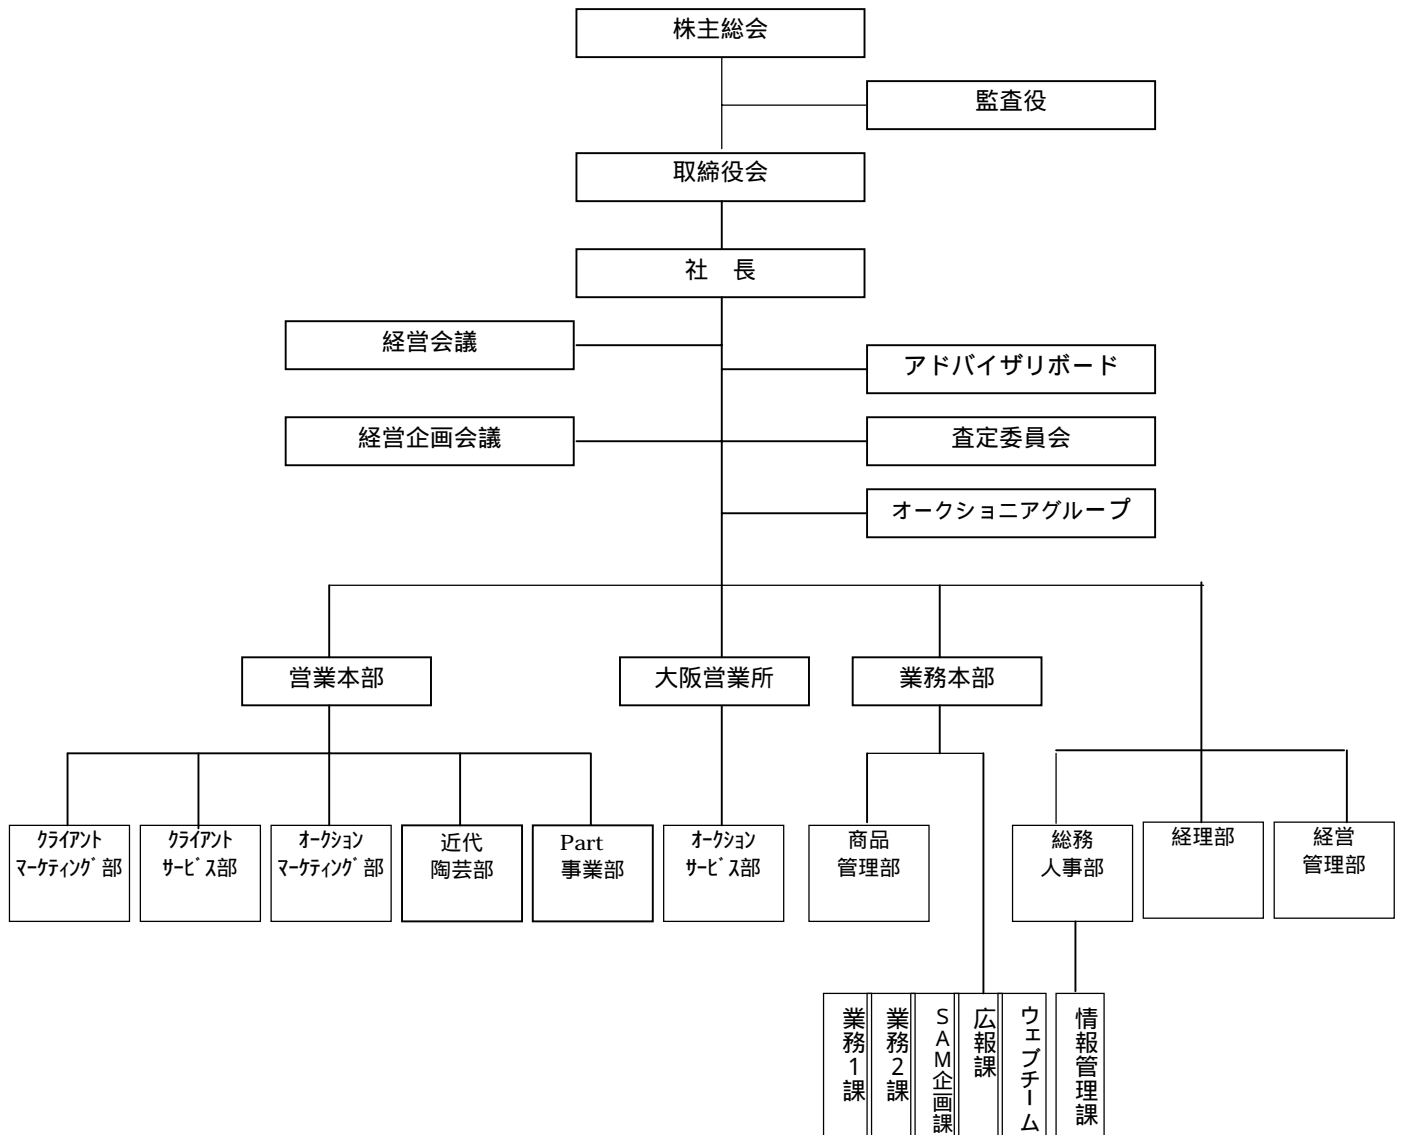 株主総会
監査役
取締役会
社　長
経営会議
アドバイザリボード
経営企画会議
査定委員会
オークショニアグループ
営業本部
大阪営業所
業務本部
ｸﾗｲｱﾝﾄ
ﾏｰｹﾃｨﾝｸﾞ部
ｸﾗｲｱﾝﾄ
ｻｰﾋﾞｽ部
ｵｰｸｼｮﾝ
ﾏｰｹﾃｨﾝｸﾞ部
近代
陶芸部
Part
事業部
ｵｰｸｼｮﾝ
ｻｰﾋﾞｽ部
商品
管理部
総務
人事部
経理部
経営
管理部
業務1課
業務2課
SAM企画課
広報課
ウェブチーム
情報管理課